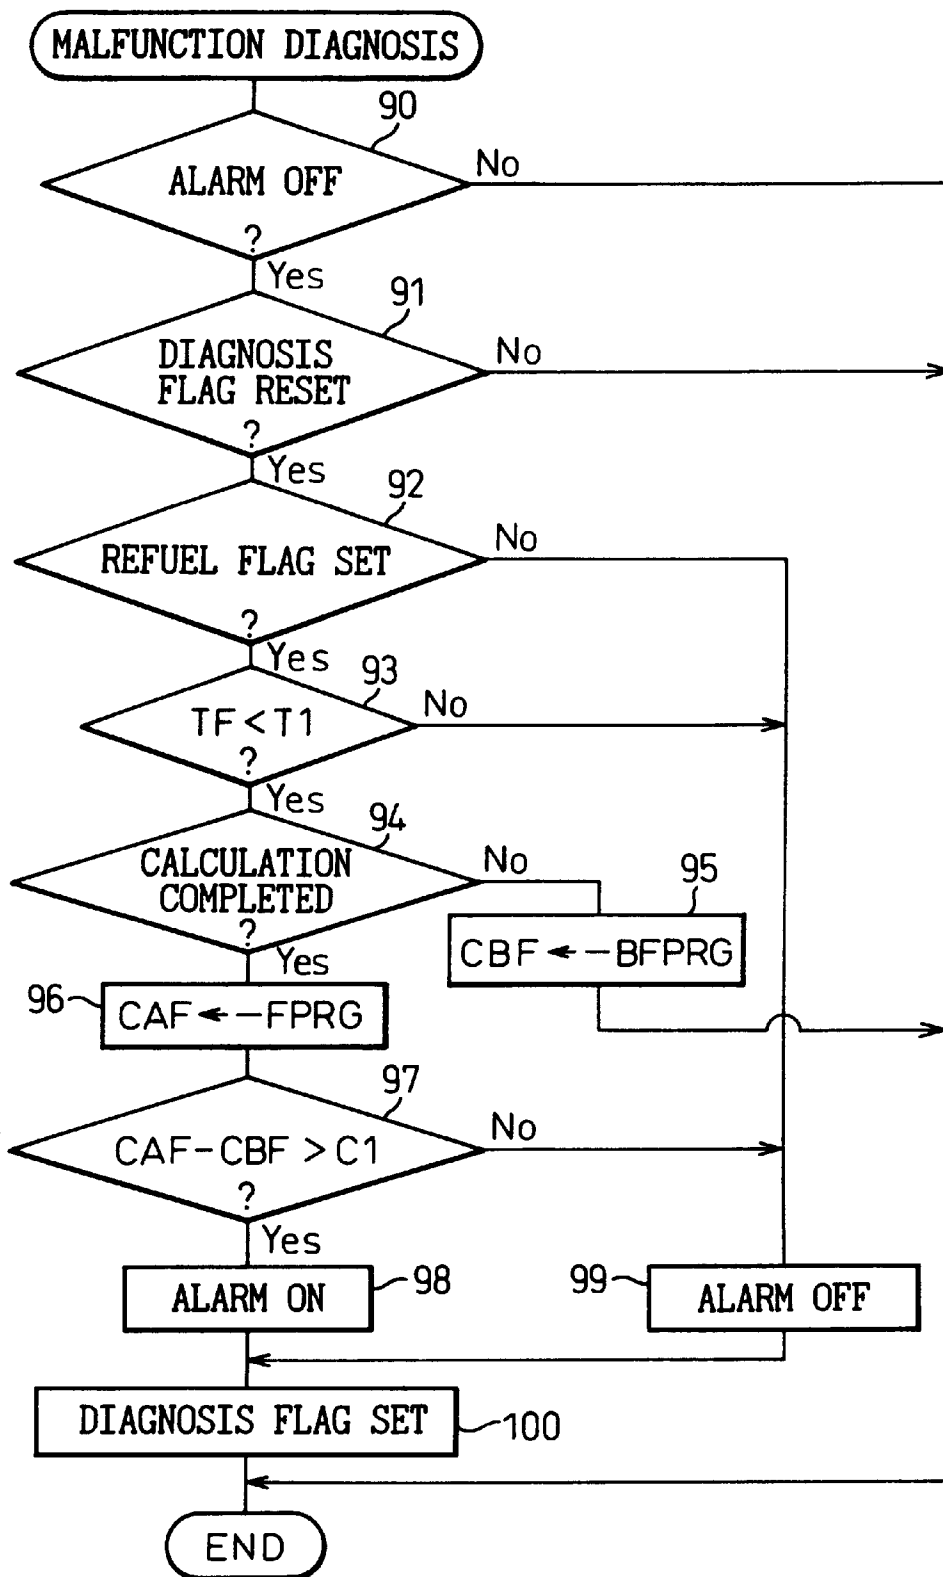 MALFUNCTION DIAGNOSIS
90
ALARM OFF
?
No
Yes
91
DIAGNOSIS
FLAG RESET
?
No
Yes
92
REFUEL FLAG SET
?
No
Yes
93
TF<T1
?
No
Yes
94
CALCULATION
COMPLETED
?
No
Yes
95
CBF←-BFPRG
96
CAF←-FPRG
97
CAF-CBF>C1
?
No
Yes
98
ALARM ON
99
ALARM OFF
DIAGNOSIS FLAG SET
100
END